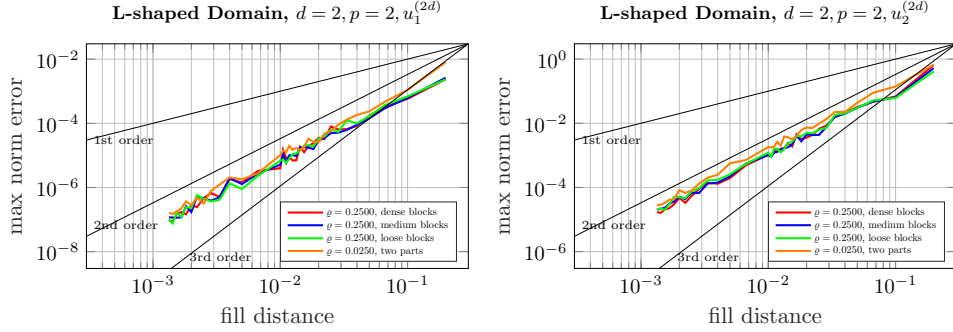 L-shaped Domain, d = 2, p = 2, u_1^{(2d)}
max norm error
10^{-2}
10^{-4}
10^{-6}
10^{-8}
1st order
2nd order
3rd order
ϱ = 0.2500, dense blocks
ϱ = 0.2500, medium blocks
ϱ = 0.2500, loose blocks
ϱ = 0.0250, two parts
10^{-3} 10^{-2} 10^{-1}
fill distance
L-shaped Domain, d = 2, p = 2, u_2^{(2d)}
max norm error
10^{0}
10^{-2}
10^{-4}
10^{-6}
1st order
2nd order
3rd order
ϱ = 0.2500, dense blocks
ϱ = 0.2500, medium blocks
ϱ = 0.2500, loose blocks
ϱ = 0.0250, two parts
10^{-3} 10^{-2} 10^{-1}
fill distance